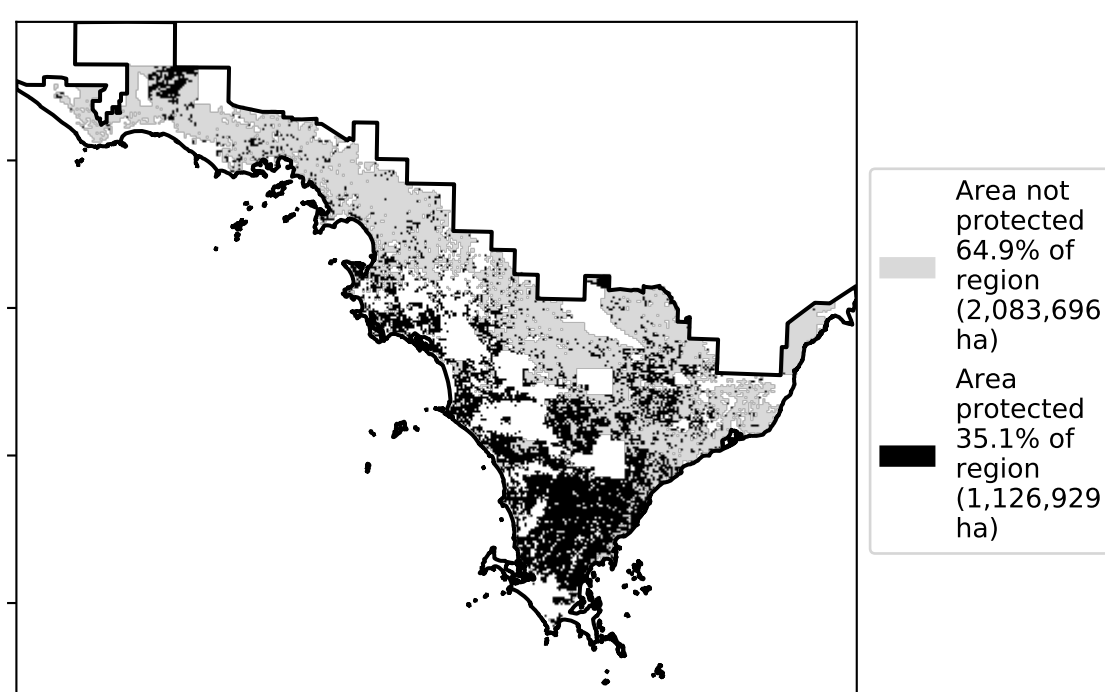 Area not
protected
64.9% of
region
(2,083,696
ha)
Area
protected
35.1% of
region
(1,126,929
ha)